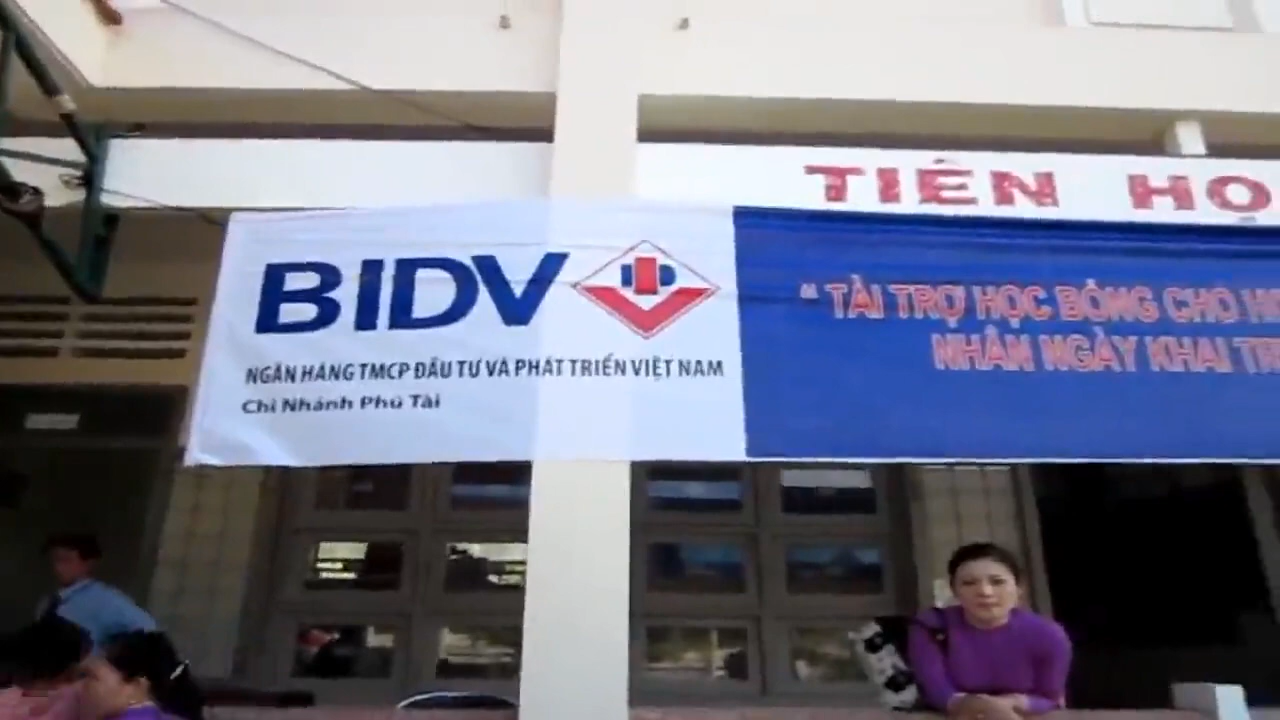 TIÊN HỌ
BIDV
NGÂN HÀNG TMCP ĐẦU TƯ VÀ PHÁT TRIỂN VIỆT NAM
Chi Nhánh Phú Tài
“ TÀI TRỢ HỌC BỔNG CHO
NHÂN NGÀY KHAI